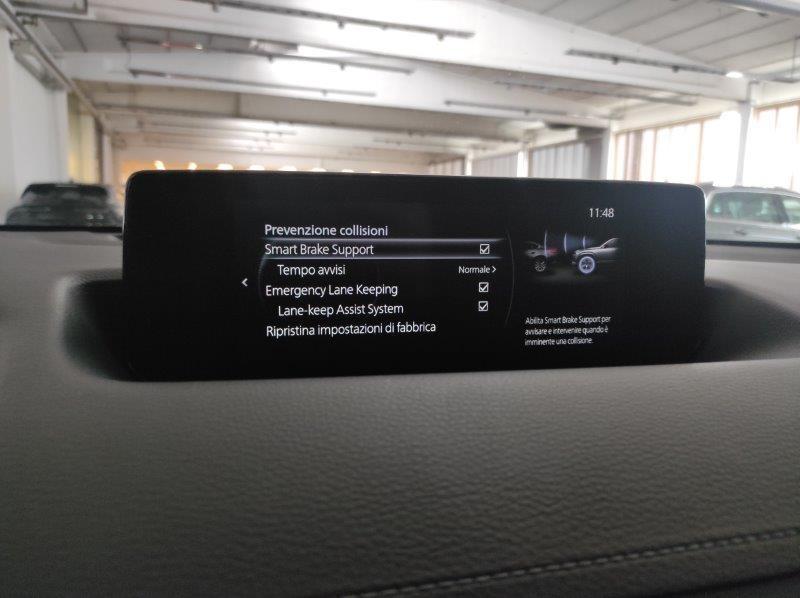 11:48
Prevenzione collisioni
Smart Brake Support
Tempo avvisi Normale >
Emergency Lane Keeping
Lane-keep Assist System
Ripristina impostazioni di fabbrica
Abilita Smart Brake Support per
avvisare e intervenire quando è
imminente una collisione.